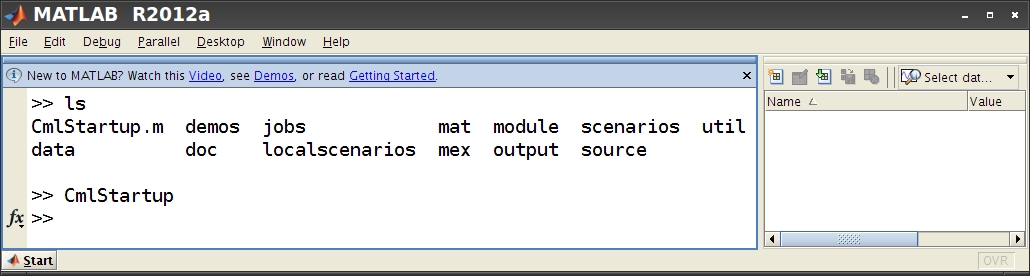 MATLAB R2012a
File Edit Debug Parallel Desktop Window Help
New to MATLAB? Watch this Video, see Demos, or read Getting Started.
>> ls
CmlStartup.m demos jobs mat module scenarios util
data doc localscenarios mex output source
>> CmlStartup
fx >>
Select dat...
Name Value
Start
OVR